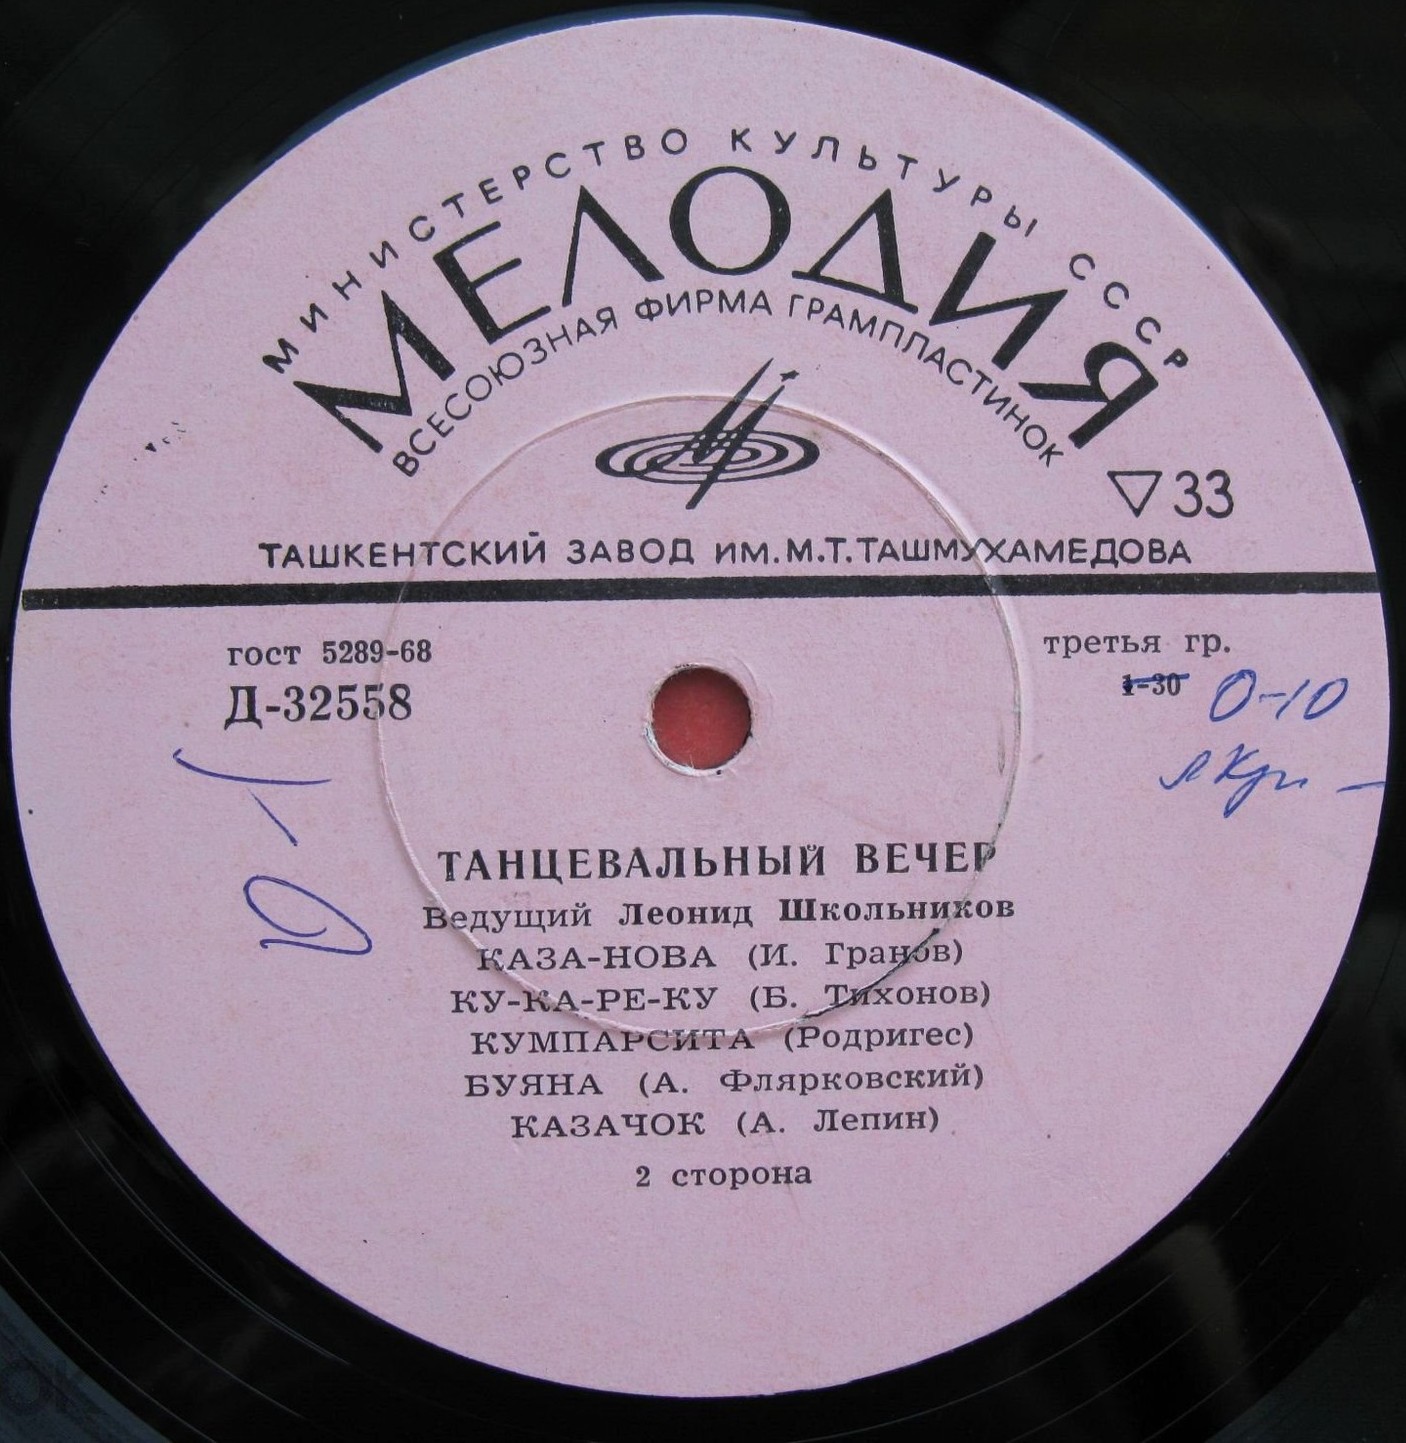 МИНИСТЕРСТВО КУЛЬТУРЫ СССР
МЕЛОДИЯ
ВСЕСОЮЗНАЯ ФИРМА ГРАМПЛАСТИНОК
33
ТАШКЕНТСКИЙ ЗАВОД ИМ. М.Т. ТАШМУХАМЕДОВА
гост 5289-68
третья гр.
Д-32558
1-30 0-10
ТАНЦЕВАЛЬНЫЙ ВЕЧЕР
Ведущий Леонид Школьников
КАЗА-НОВА (И. Гранов)
КУ-КА-РЕ-КУ (Б. Тихонов)
КУМПАРСИТА (Родригес)
БУЯНА (А. Флярковский)
КАЗАЧОК (А. Лепин)
2 сторона